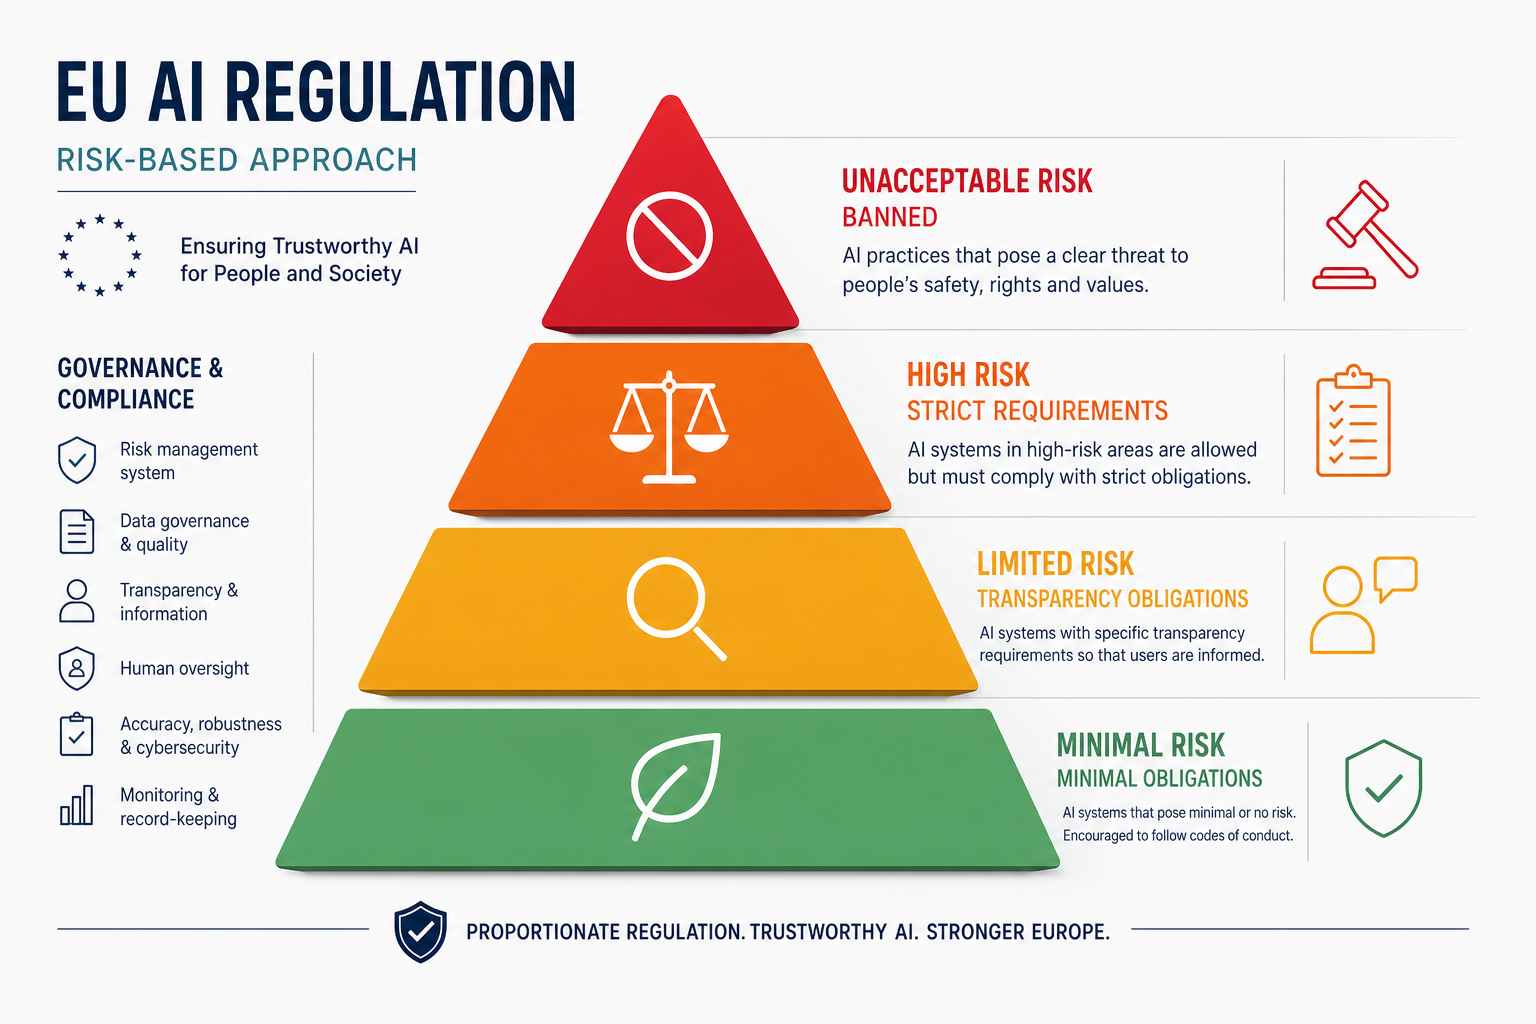 EU AI REGULATION
RISK-BASED APPROACH
Ensuring Trustworthy AI
for People and Society
GOVERNANCE &
COMPLIANCE
Risk management
system
Data governance
& quality
Transparency &
information
Human oversight
Accuracy, robustness
& cybersecurity
Monitoring &
record-keeping
UNACCEPTABLE RISK
BANNED
AI practices that pose a clear threat to
people's safety, rights and values.
HIGH RISK
STRICT REQUIREMENTS
AI systems in high-risk areas are allowed
but must comply with strict obligations.
LIMITED RISK
TRANSPARENCY OBLIGATIONS
AI systems with specific transparency
requirements so that users are informed.
MINIMAL RISK
MINIMAL OBLIGATIONS
AI systems that pose minimal or no risk.
Encouraged to follow codes of conduct.
PROPORTIONATE REGULATION. TRUSTWORTHY AI. STRONGER EUROPE.